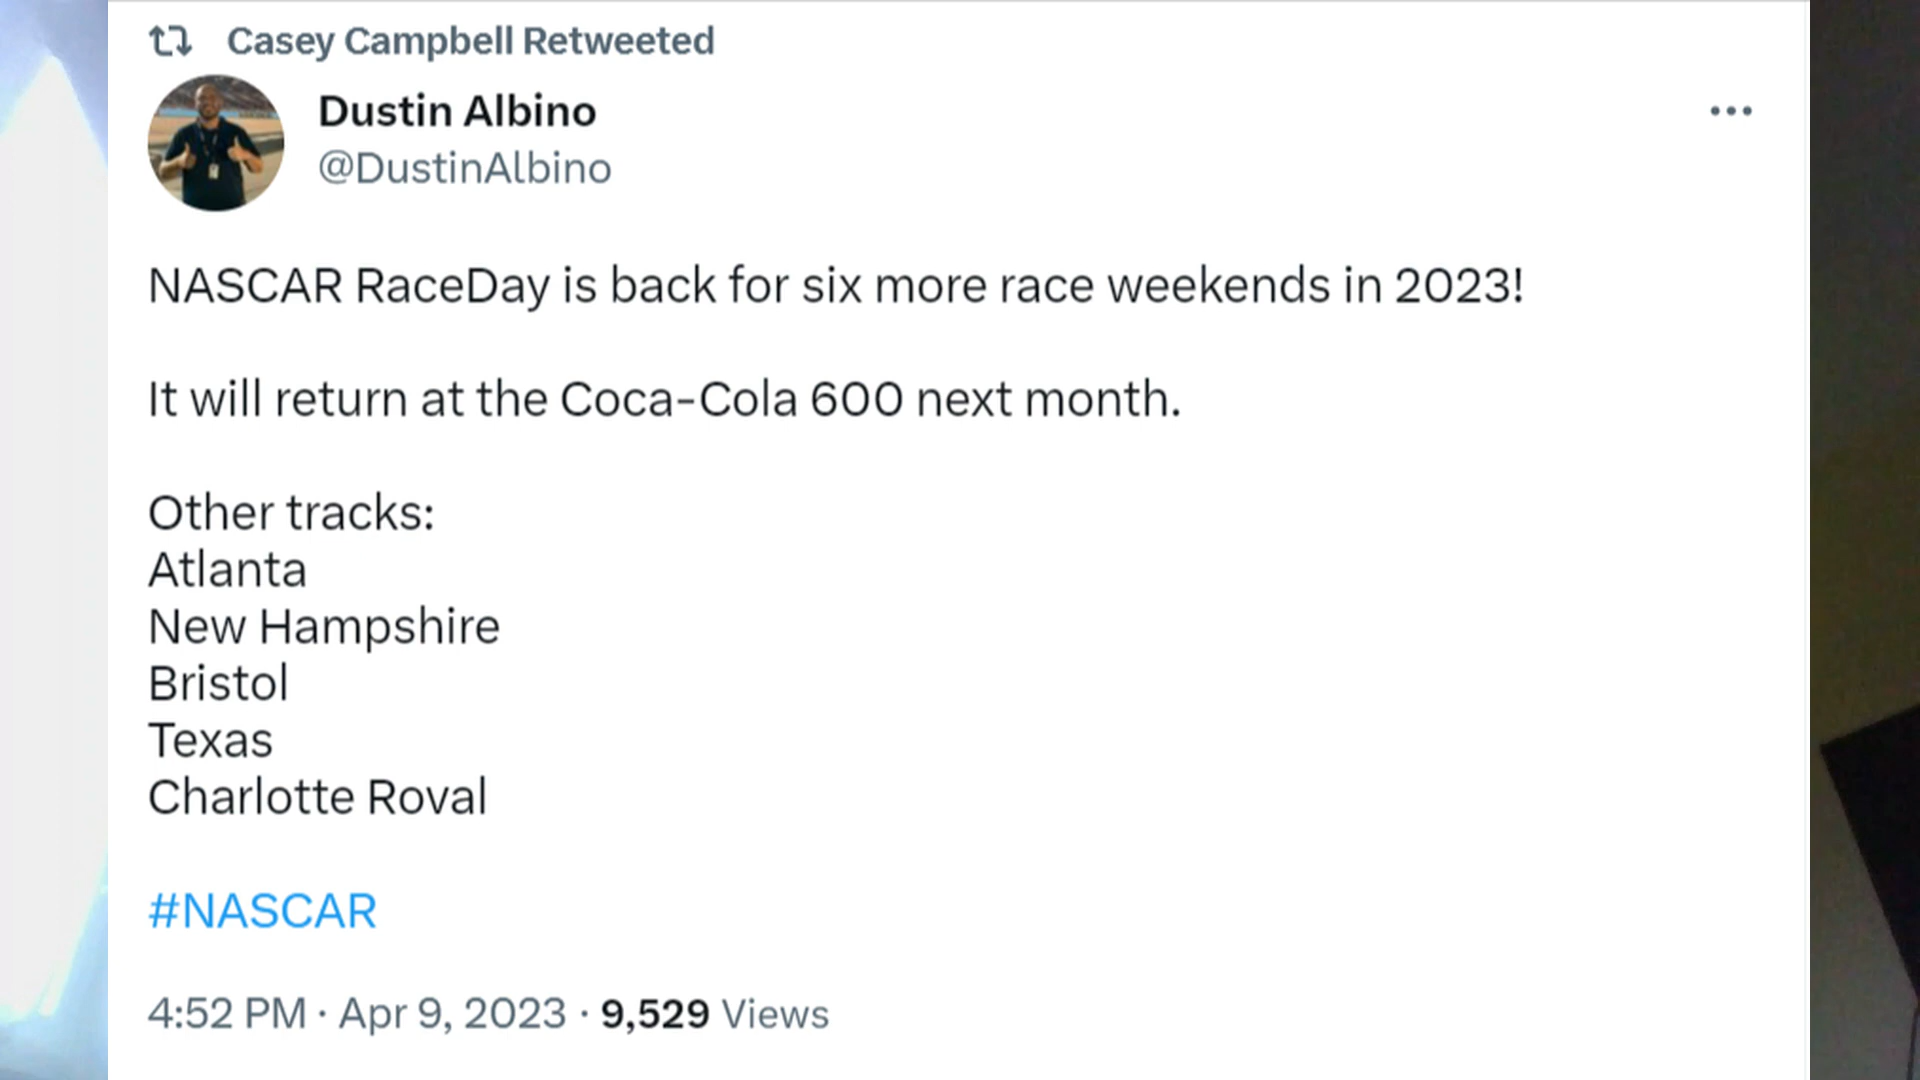 Casey Campbell Retweeted
Dustin Albino
@DustinAlbino
NASCAR RaceDay is back for six more race weekends in 2023!
It will return at the Coca-Cola 600 next month.
Other tracks:
Atlanta
New Hampshire
Bristol
Texas
Charlotte Roval
#NASCAR
4:52 PM · Apr 9, 2023 · 9,529 Views